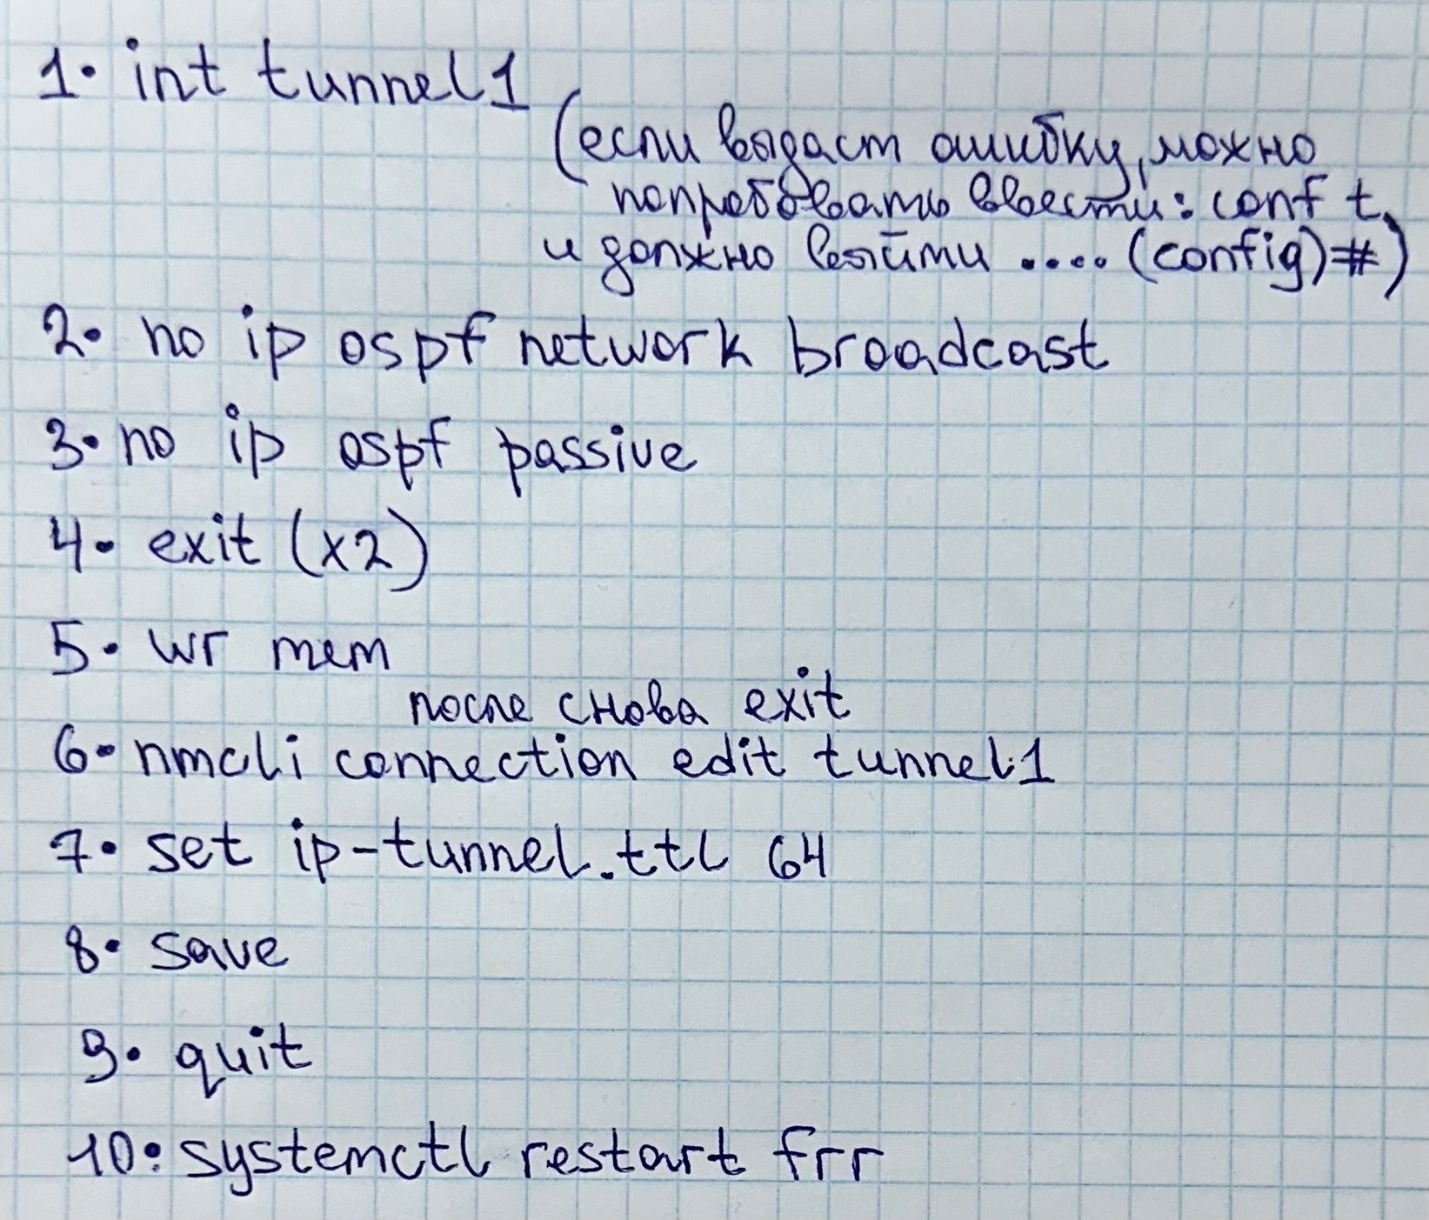 1. int tunnel1
(если выдаст ошибку, можно
попробовать ввести: conf t,
и должно выйти .... (config)#)
2. no ip ospf network broadcast
3. no ip ospf passive
4. exit (x2)
5. wr mem
после снова exit
6. nmcli connection edit tunnel1
7. set ip-tunnel.ttl 64
8. save
9. quit
10. systemctl restart frr